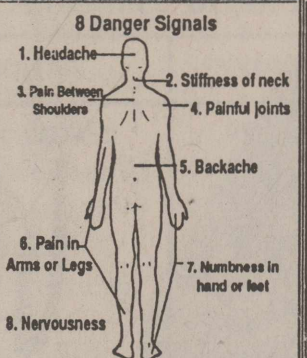 8 Danger Signals
1. Headache
2. Stiffness of neck
3. Pain Between
Shoulders
4. Painful joints
5. Backache
6. Pain in
Arms or Legs
7. Numbness in
hand or feet
8. Nervousness